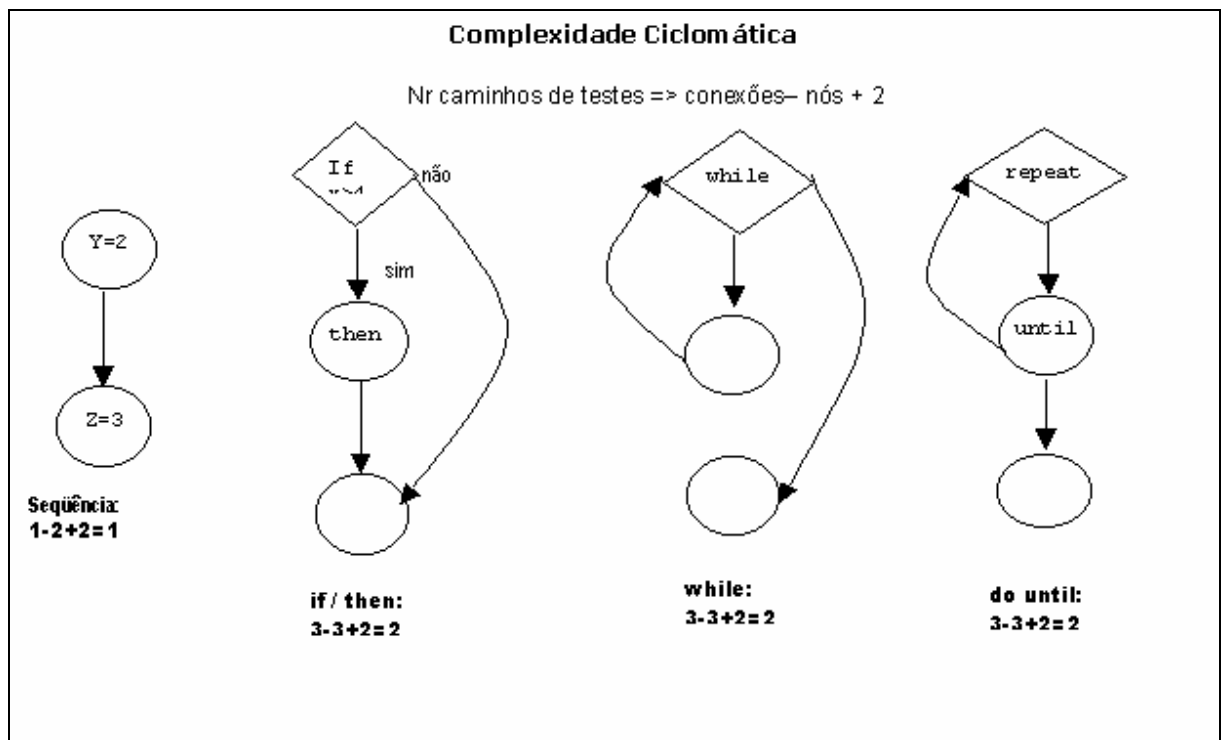 Complexidade Ciclomática
Nr caminhos de testes => conexões– nós + 2
Y=2
Z=3
Seqüência:
1-2+2=1
If
não
sim
then
if / then:
3-3+2=2
while
while:
3-3+2=2
repeat
until
do until:
3-3+2=2